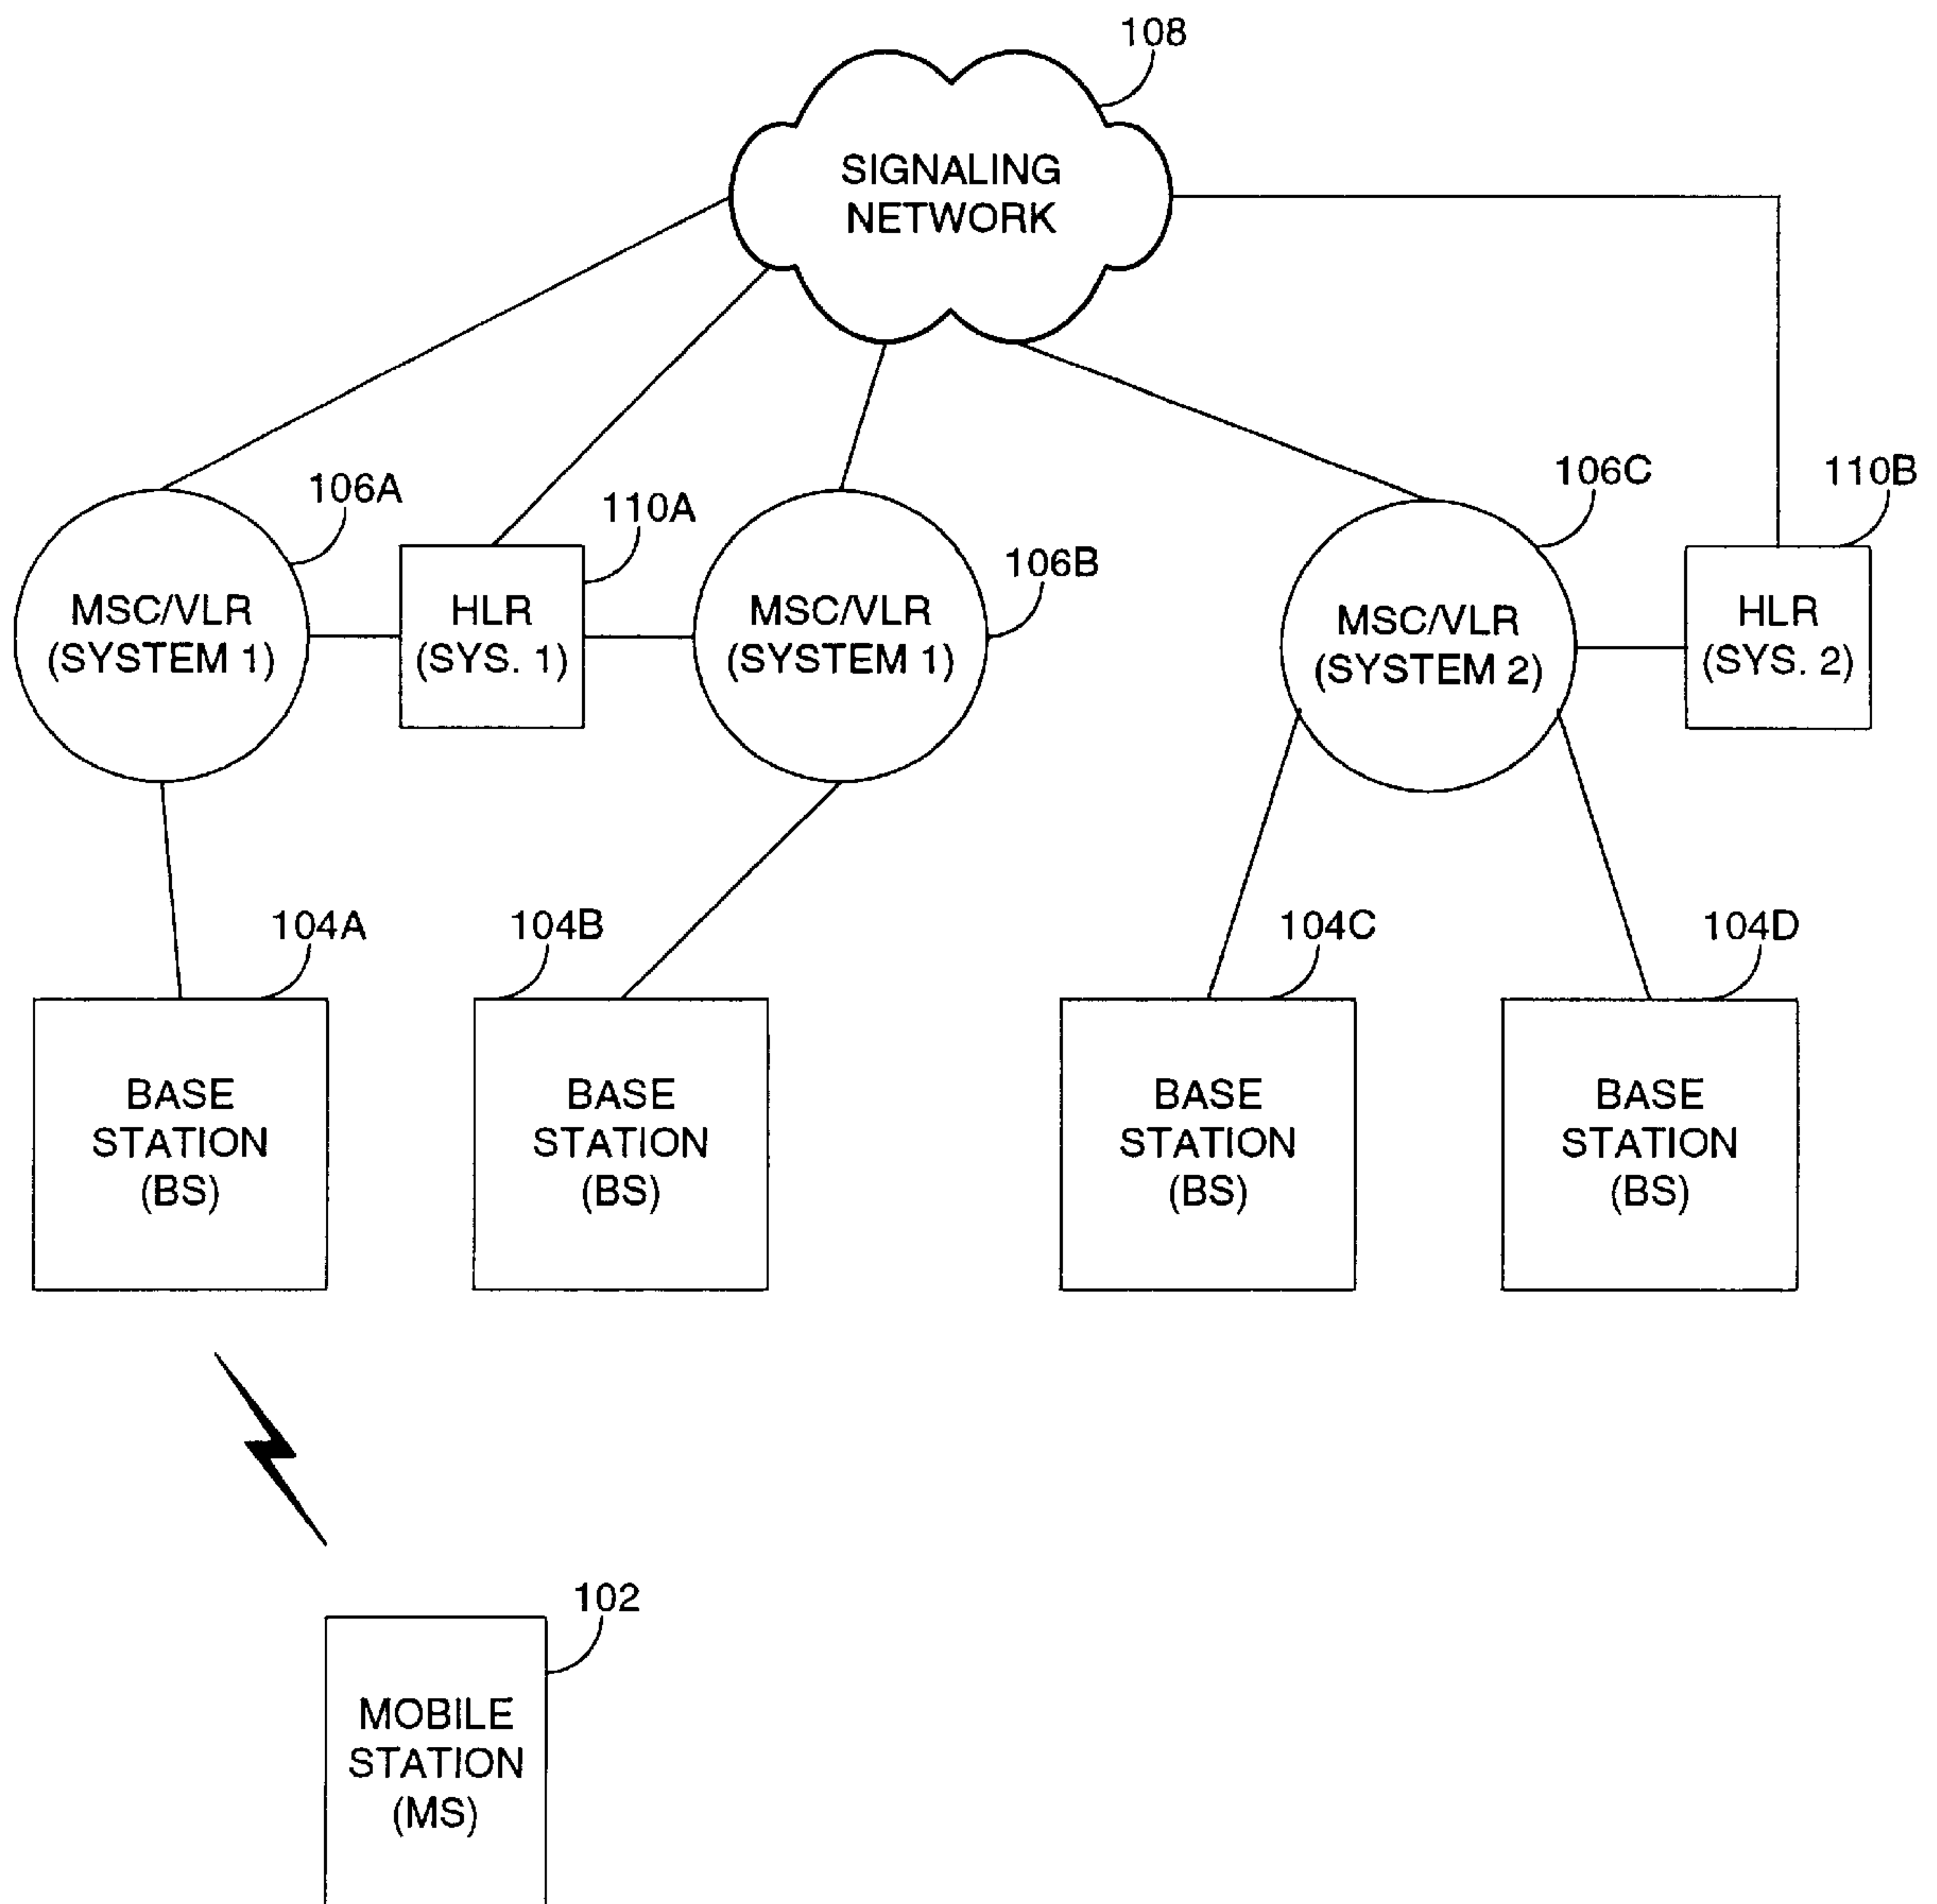 108
SIGNALING
NETWORK
106A
110A
106B
106C
110B
MSC/VLR
(SYSTEM 1)
HLR
(SYS. 1)
MSC/VLR
(SYSTEM 1)
MSC/VLR
(SYSTEM 2)
HLR
(SYS. 2)
104A
104B
104C
104D
BASE
STATION
(BS)
BASE
STATION
(BS)
BASE
STATION
(BS)
BASE
STATION
(BS)
102
MOBILE
STATION
(MS)